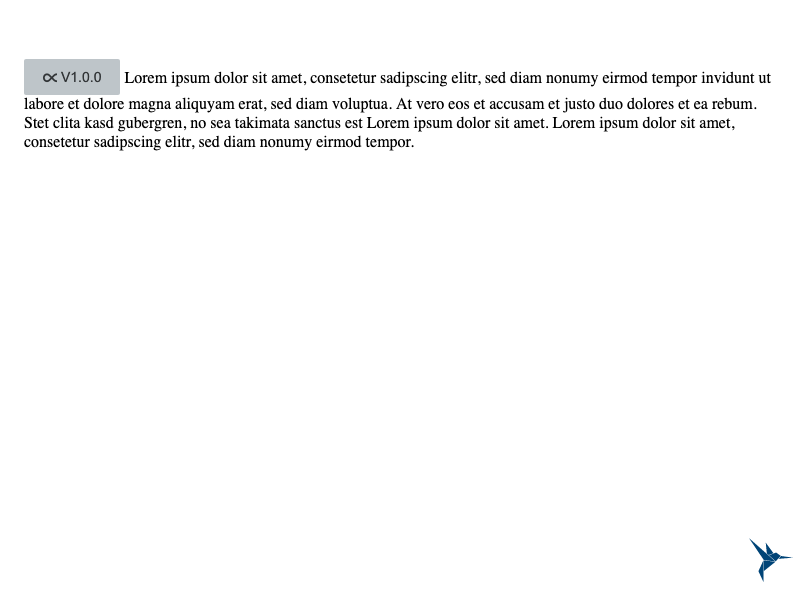 ∝ V1.0.0 Lorem ipsum dolor sit amet, consetetur sadipscing elitr, sed diam nonumy eirmod tempor invidunt ut
labore et dolore magna aliquyam erat, sed diam voluptua. At vero eos et accusam et justo duo dolores et ea rebum.
Stet clita kasd gubergren, no sea takimata sanctus est Lorem ipsum dolor sit amet. Lorem ipsum dolor sit amet,
consetetur sadipscing elitr, sed diam nonumy eirmod tempor.